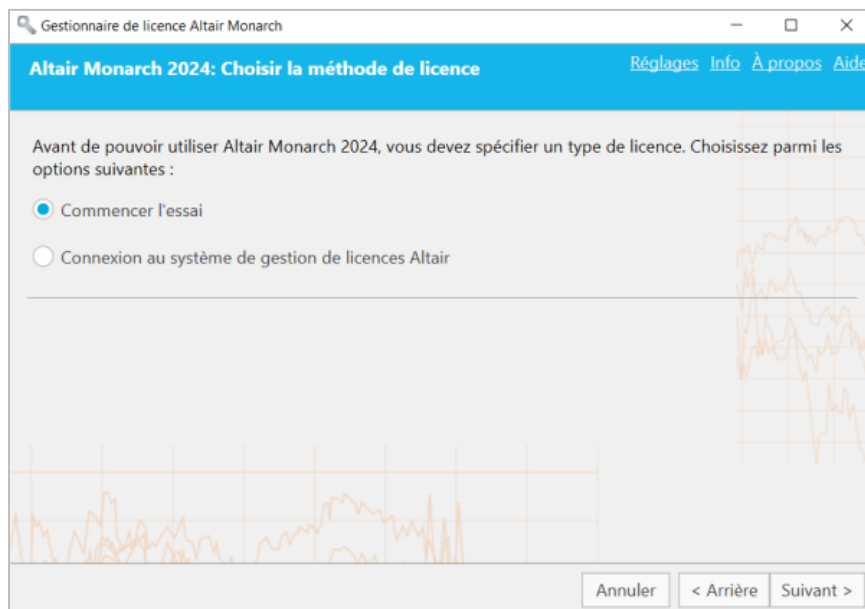 Gestionnaire de licence Altair Monarch
Altair Monarch 2024: Choisir la méthode de licence
Réglages Info À propos Aide
Avant de pouvoir utiliser Altair Monarch 2024, vous devez spécifier un type de licence. Choisissez parmi les
options suivantes :
Commencer l'essai
Connexion au système de gestion de licences Altair
Annuler < Arrière Suivant >